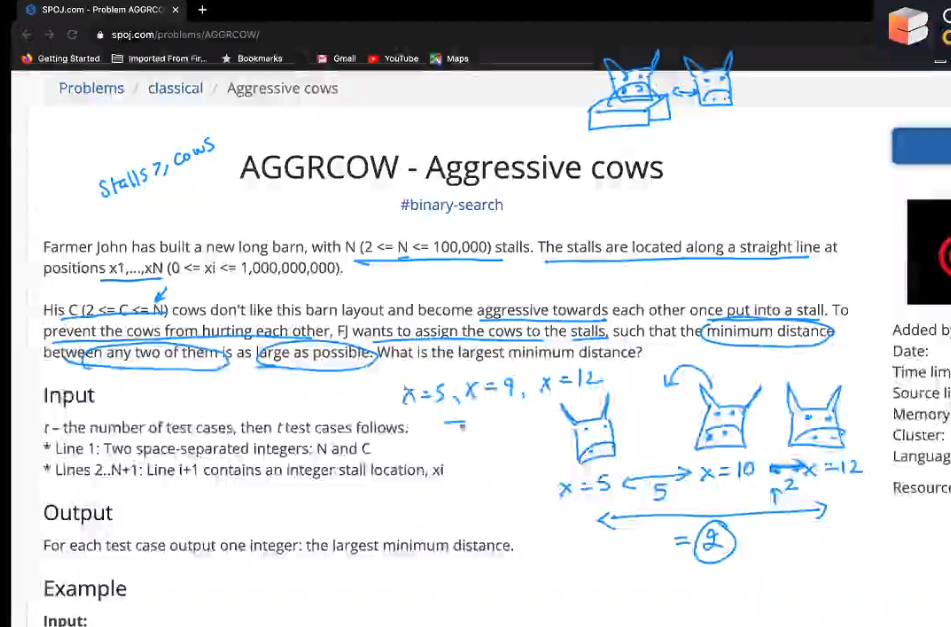 SPOJ.com - Problem AGGRCO
spoj.com/problems/AGGRCOW/
Getting Started Imported From Fir... Bookmarks Gmail YouTube Maps
Problems / classical / Aggressive cows
Stalls >, cows
AGGRCOW - Aggressive cows
#binary-search
Farmer John has built a new long barn, with N (2 <= N <= 100,000) stalls. The stalls are located along a straight line at
positions x1,...,xN (0 <= xi <= 1,000,000,000).
His C (2 <= C <= N) cows don't like this barn layout and become aggressive towards each other once put into a stall. To
prevent the cows from hurting each other, FJ wants to assign the cows to the stalls, such that the minimum distance
between any two of them is as large as possible. What is the largest minimum distance?
x=5, x=9, x=12
Input
t – the number of test cases, then t test cases follows.
* Line 1: Two space-separated integers: N and C
* Lines 2..N+1: Line i+1 contains an integer stall location, xi
x=5 5 x=10 2 x=12
= 2
Output
For each test case output one integer: the largest minimum distance.
Example
Input:
Added by
Date:
Time lim
Source li
Memory
Cluster:
Languag
Resource